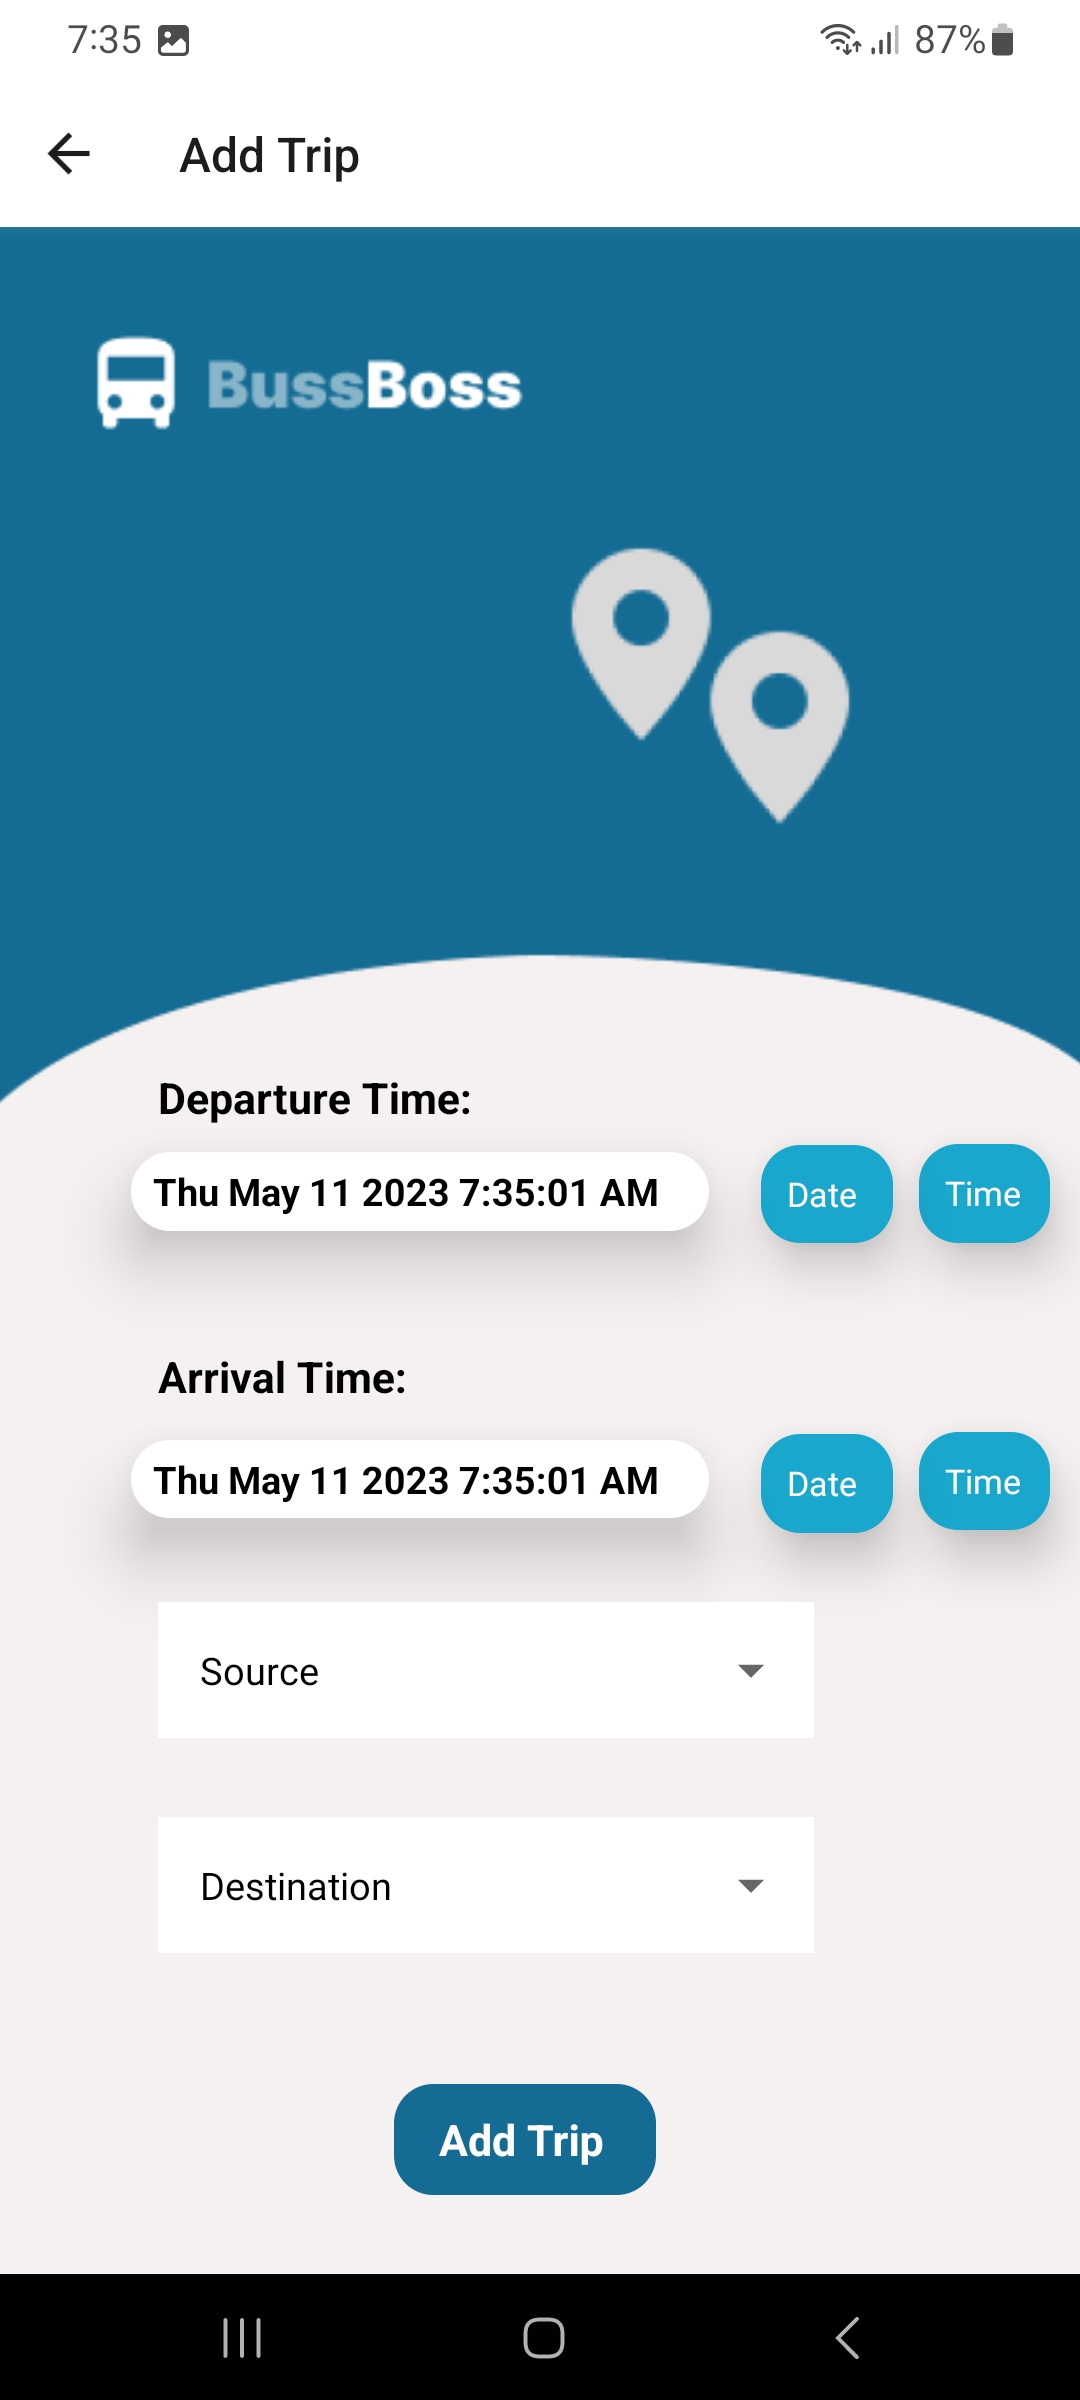 7:35 87%
Add Trip
BussBoss
Departure Time:
Thu May 11 2023 7:35:01 AM Date Time
Arrival Time:
Thu May 11 2023 7:35:01 AM Date Time
Source
Destination
Add Trip